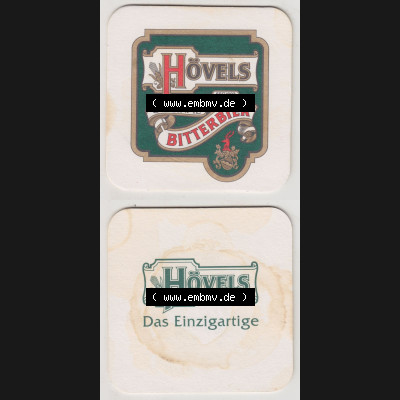 HÖVELS
( www.embmv.de )
BITTERBIER
HÖVELS
( www.embmv.de )
Das Einzigartige